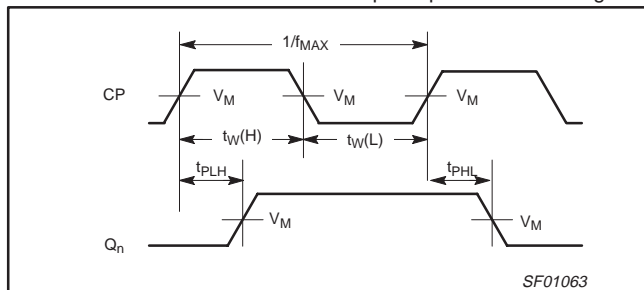 1/fMAX
CP
VM
VM
VM
tW(H)
tW(L)
tPLH
tPHL
VM
VM
Qn
SF01063